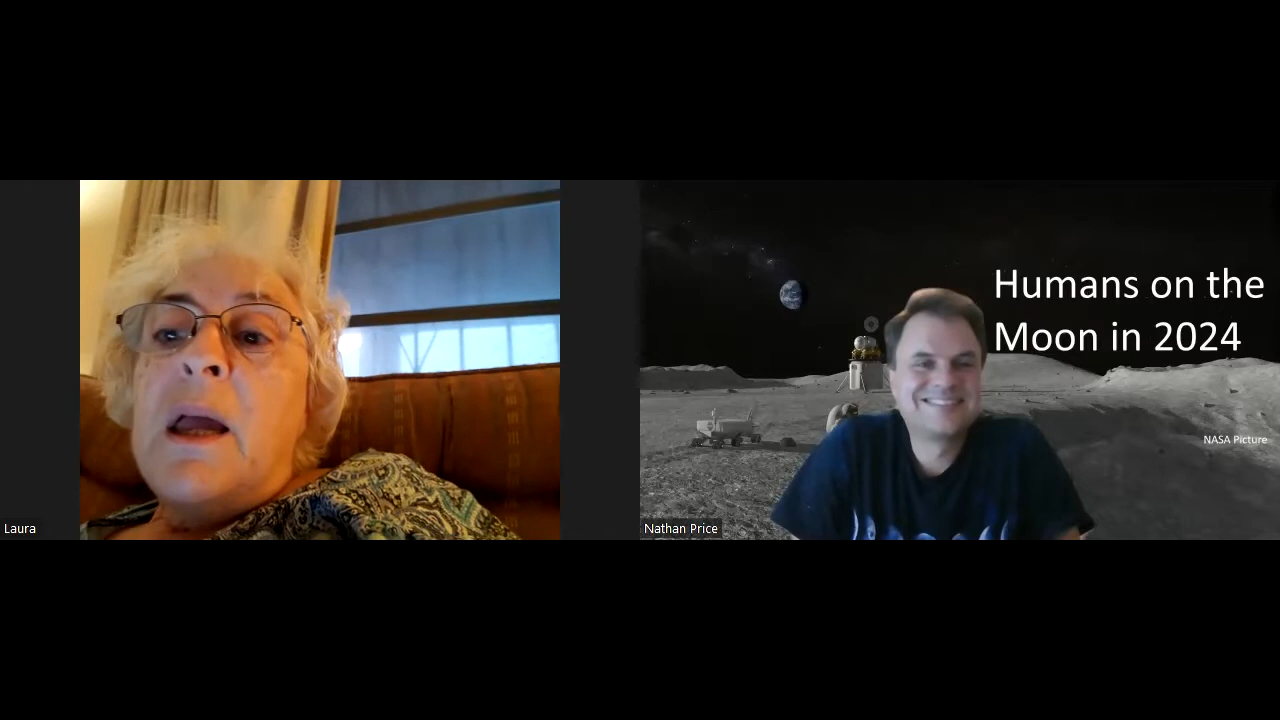 Humans on the
Moon in 2024
NASA Picture
Laura
Nathan Price